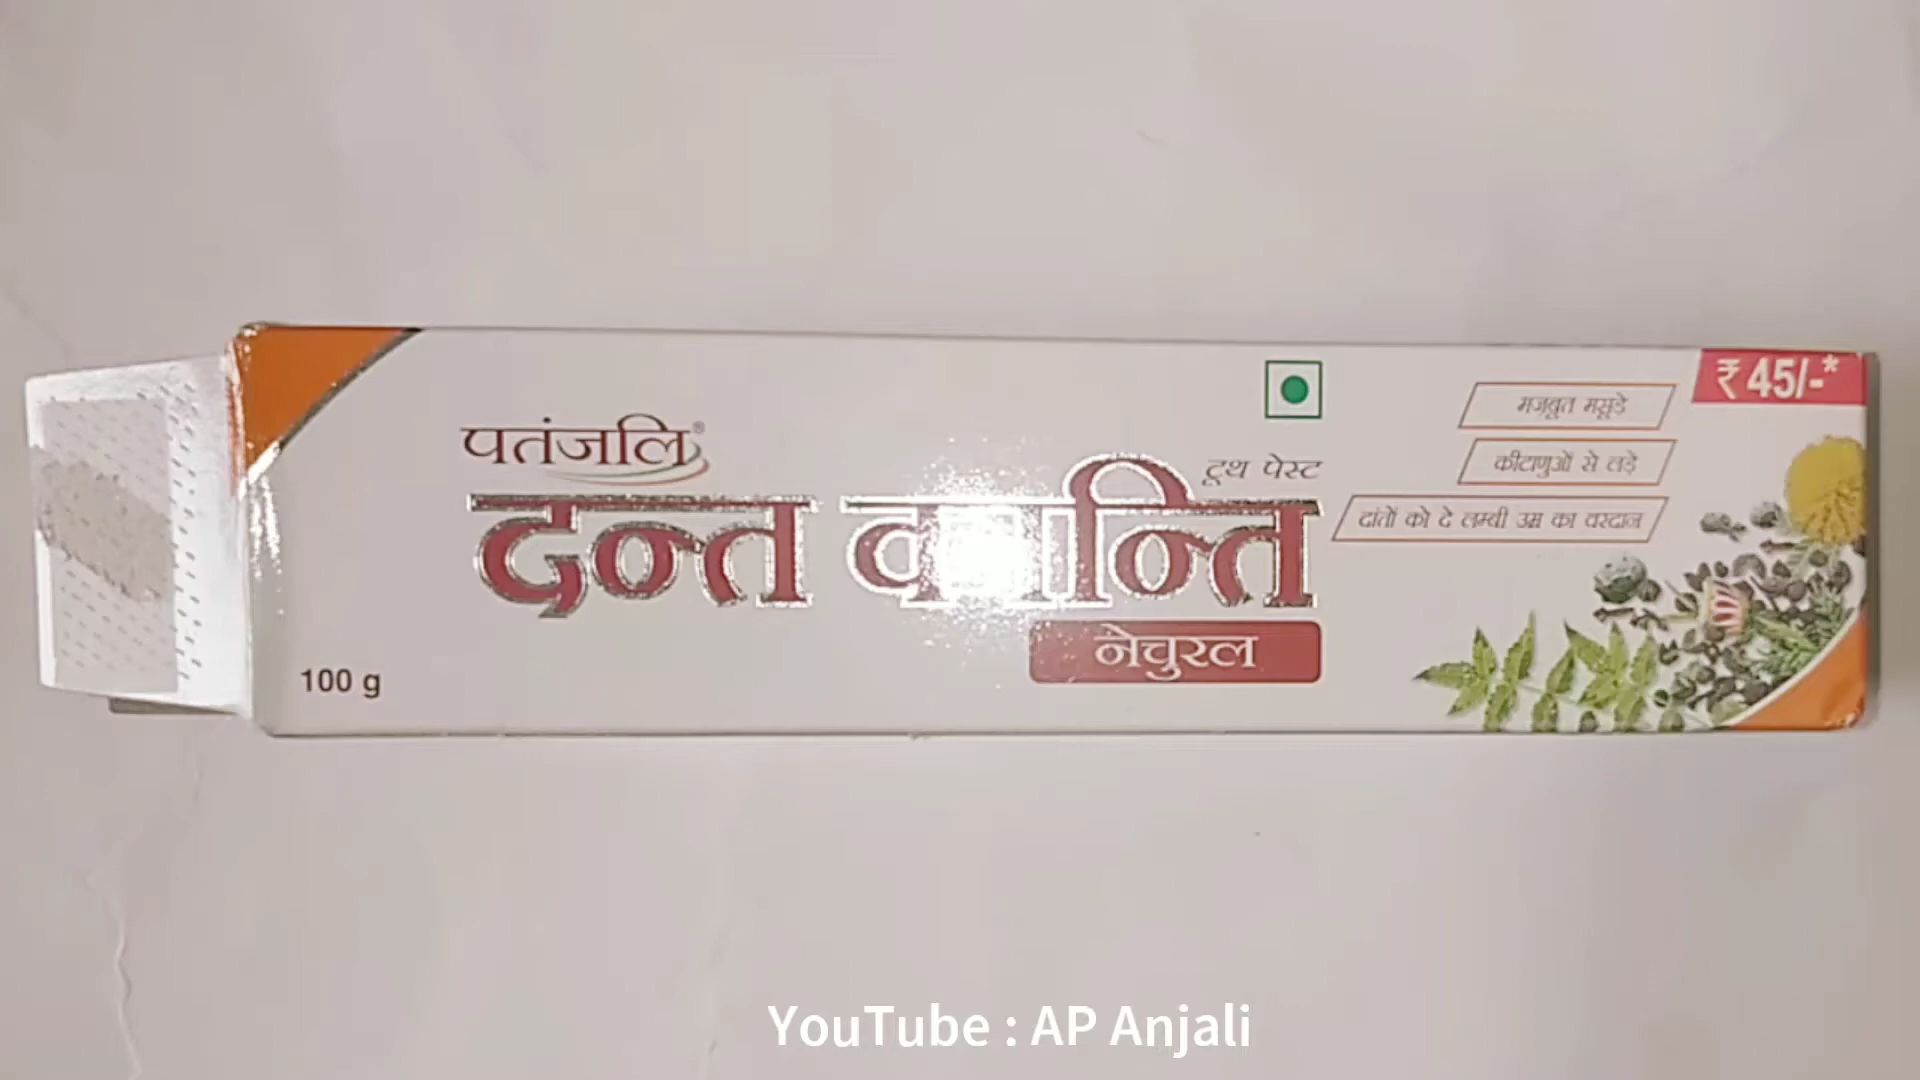 पतंजलि®
टूथ पेस्ट
दन्त कान्ति
नेचुरल
100 g
₹ 45/-*
मजबूत मसूड़े
कीटाणुओं से लड़े
दांतों को दे लम्बी उम्र का वरदान
YouTube : AP Anjali